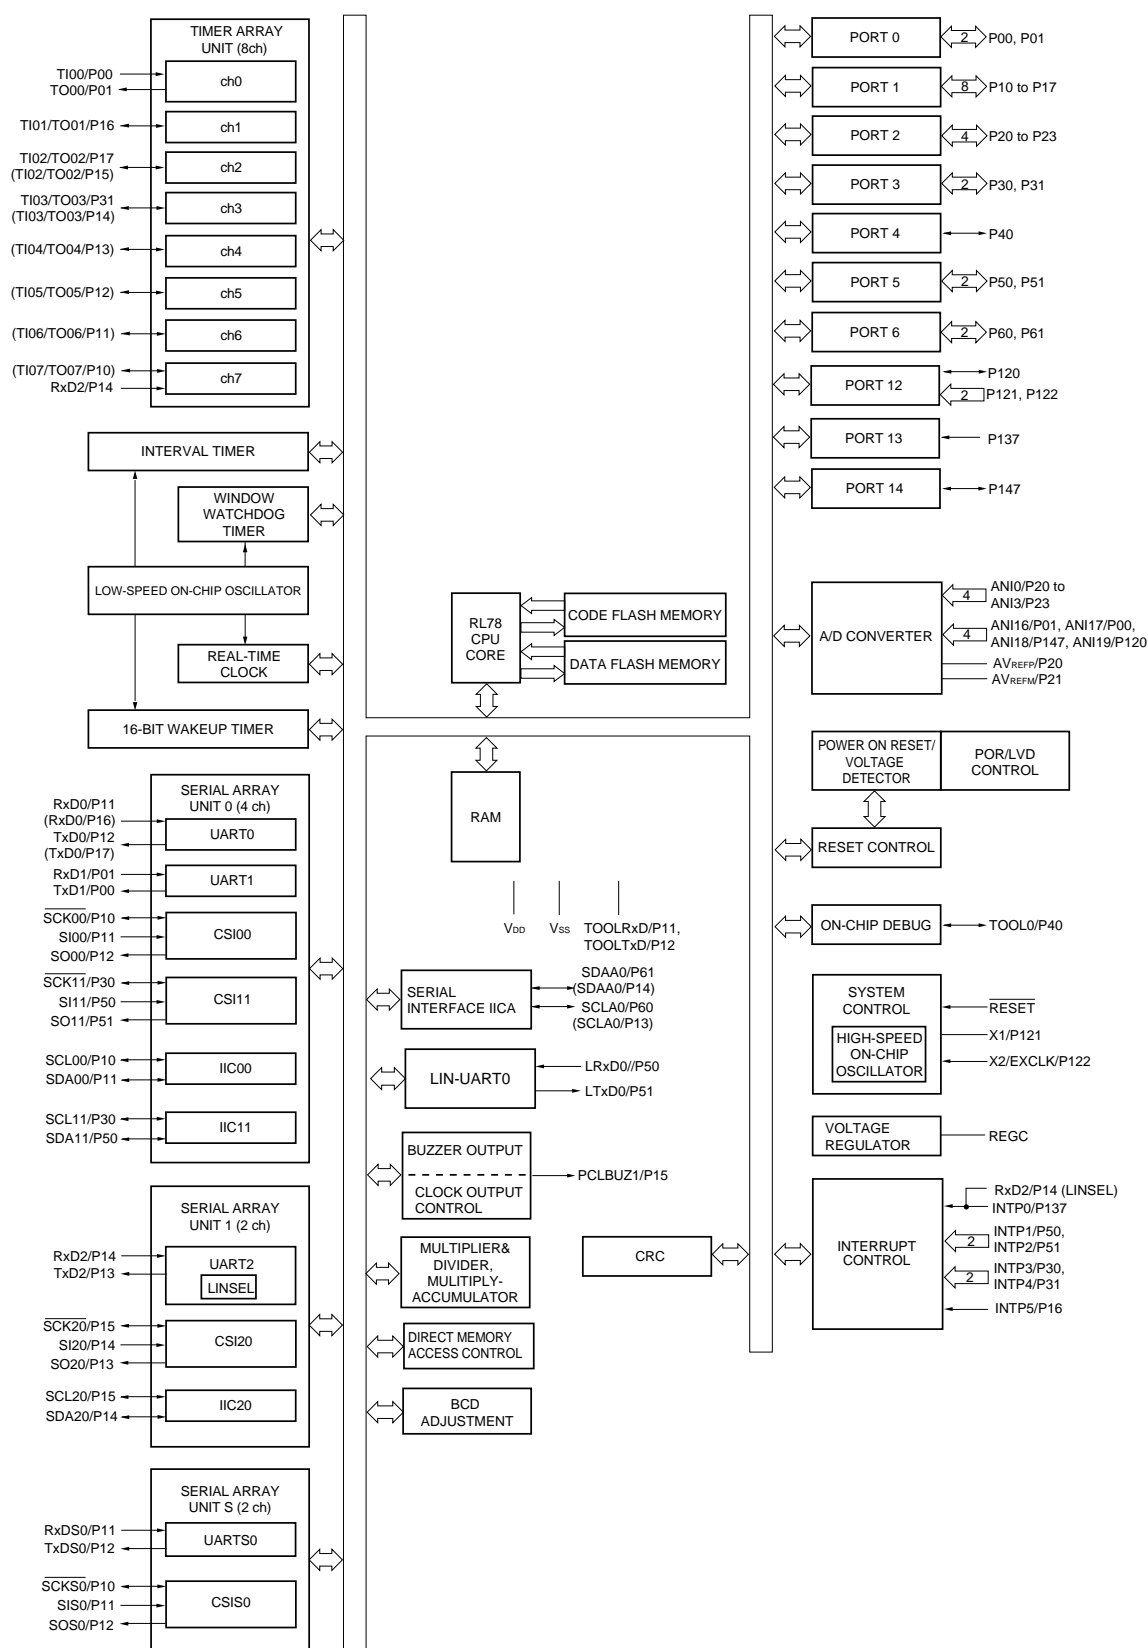 TIMER ARRAY
UNIT (8ch)
TI00/P00
TO00/P01
ch0
TI01/TO01/P16
ch1
TI02/TO02/P17
(TI02/TO02/P15)
ch2
TI03/TO03/P31
(TI03/TO03/P14)
ch3
(TI04/TO04/P13)
ch4
(TI05/TO05/P12)
ch5
(TI06/TO06/P11)
ch6
(TI07/TO07/P10)
RxD2/P14
ch7
INTERVAL TIMER
WINDOW
WATCHDOG
TIMER
LOW-SPEED ON-CHIP OSCILLATOR
REAL-TIME
CLOCK
16-BIT WAKEUP TIMER
SERIAL ARRAY
UNIT 0 (4 ch)
RxD0/P11
(RxD0/P16)
TxD0/P12
(TxD0/P17)
UART0
RxD1/P01
TxD1/P00
UART1
SCK00/P10
SI00/P11
SO00/P12
CSI00
SCK11/P30
SI11/P50
SO11/P51
CSI11
SCL00/P10
SDA00/P11
IIC00
SCL11/P30
SDA11/P50
IIC11
SERIAL ARRAY
UNIT 1 (2 ch)
RxD2/P14
TxD2/P13
UART2
LINSEL
SCK20/P15
SI20/P14
SO20/P13
CSI20
SCL20/P15
SDA20/P14
IIC20
SERIAL ARRAY
UNIT S (2 ch)
RxDS0/P11
TxDS0/P12
UARTS0
SCKS0/P10
SIS0/P11
SOS0/P12
CSIS0
RL78
CPU
CORE
CODE FLASH MEMORY
DATA FLASH MEMORY
RAM
VDD
VSS
TOOLRxD/P11,
TOOLTxD/P12
SERIAL
INTERFACE IICA
SDAA0/P61
(SDAA0/P14)
SCLA0/P60
(SCLA0/P13)
LIN-UART0
LRxD0//P50
LTxD0/P51
BUZZER OUTPUT
CLOCK OUTPUT
CONTROL
PCLBUZ1/P15
MULTIPLIER&
DIVIDER,
MULITIPLY-
ACCUMULATOR
DIRECT MEMORY
ACCESS CONTROL
BCD
ADJUSTMENT
CRC
PORT 0
2
P00, P01
PORT 1
8
P10 to P17
PORT 2
4
P20 to P23
PORT 3
2
P30, P31
PORT 4
P40
PORT 5
2
P50, P51
PORT 6
2
P60, P61
PORT 12
P120
2
P121, P122
PORT 13
P137
PORT 14
P147
A/D CONVERTER
4
ANI0/P20 to
ANI3/P23
4
ANI16/P01, ANI17/P00,
ANI18/P147, ANI19/P120
AVREFP/P20
AVREFM/P21
POWER ON RESET/
VOLTAGE
DETECTOR
POR/LVD
CONTROL
RESET CONTROL
ON-CHIP DEBUG
TOOL0/P40
SYSTEM
CONTROL
HIGH-SPEED
ON-CHIP
OSCILLATOR
RESET
X1/P121
X2/EXCLK/P122
VOLTAGE
REGULATOR
REGC
INTERRUPT
CONTROL
RxD2/P14 (LINSEL)
INTP0/P137
2
INTP1/P50,
INTP2/P51
2
INTP3/P30,
INTP4/P31
INTP5/P16